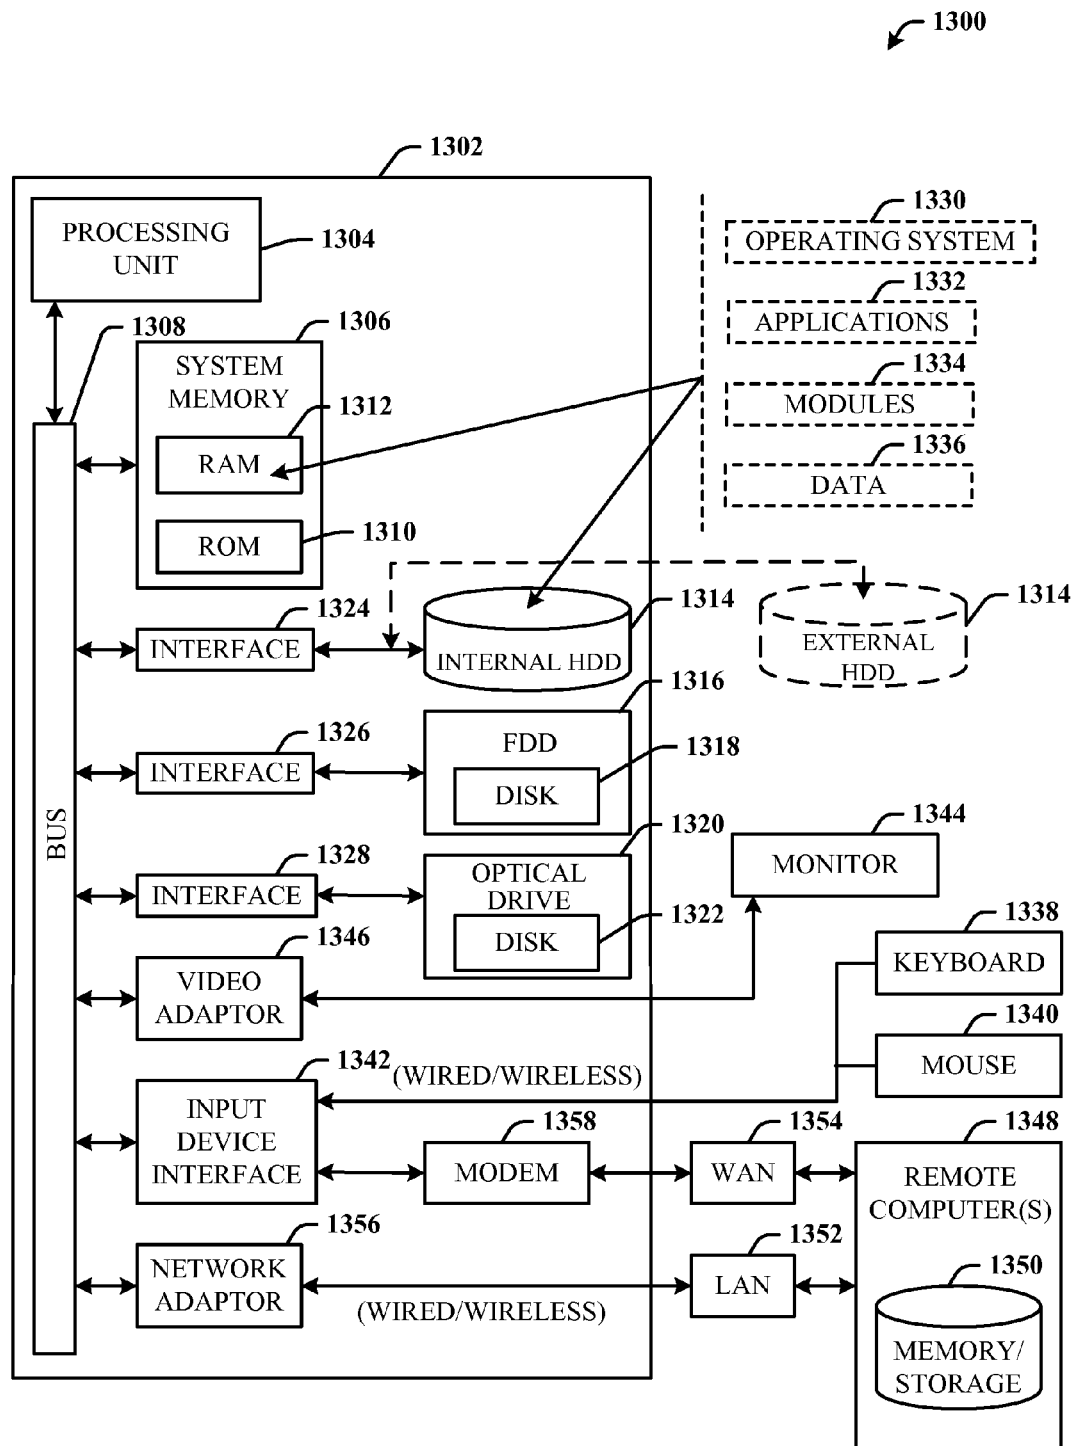 1300
1302
PROCESSING
UNIT
1304
1308
1306
SYSTEM
MEMORY
1312
RAM
1310
ROM
1330
OPERATING SYSTEM
1332
APPLICATIONS
1334
MODULES
1336
DATA
BUS
1324
INTERFACE
1314
INTERNAL HDD
1314
EXTERNAL
HDD
1326
INTERFACE
1316
FDD
1318
DISK
1328
INTERFACE
1320
OPTICAL
DRIVE
1322
DISK
1344
MONITOR
1346
VIDEO
ADAPTOR
1338
KEYBOARD
1340
MOUSE
1342
(WIRED/WIRELESS)
INPUT
DEVICE
INTERFACE
1358
MODEM
1354
WAN
1348
REMOTE
COMPUTER(S)
1356
NETWORK
ADAPTOR
(WIRED/WIRELESS)
1352
LAN
1350
MEMORY/
STORAGE